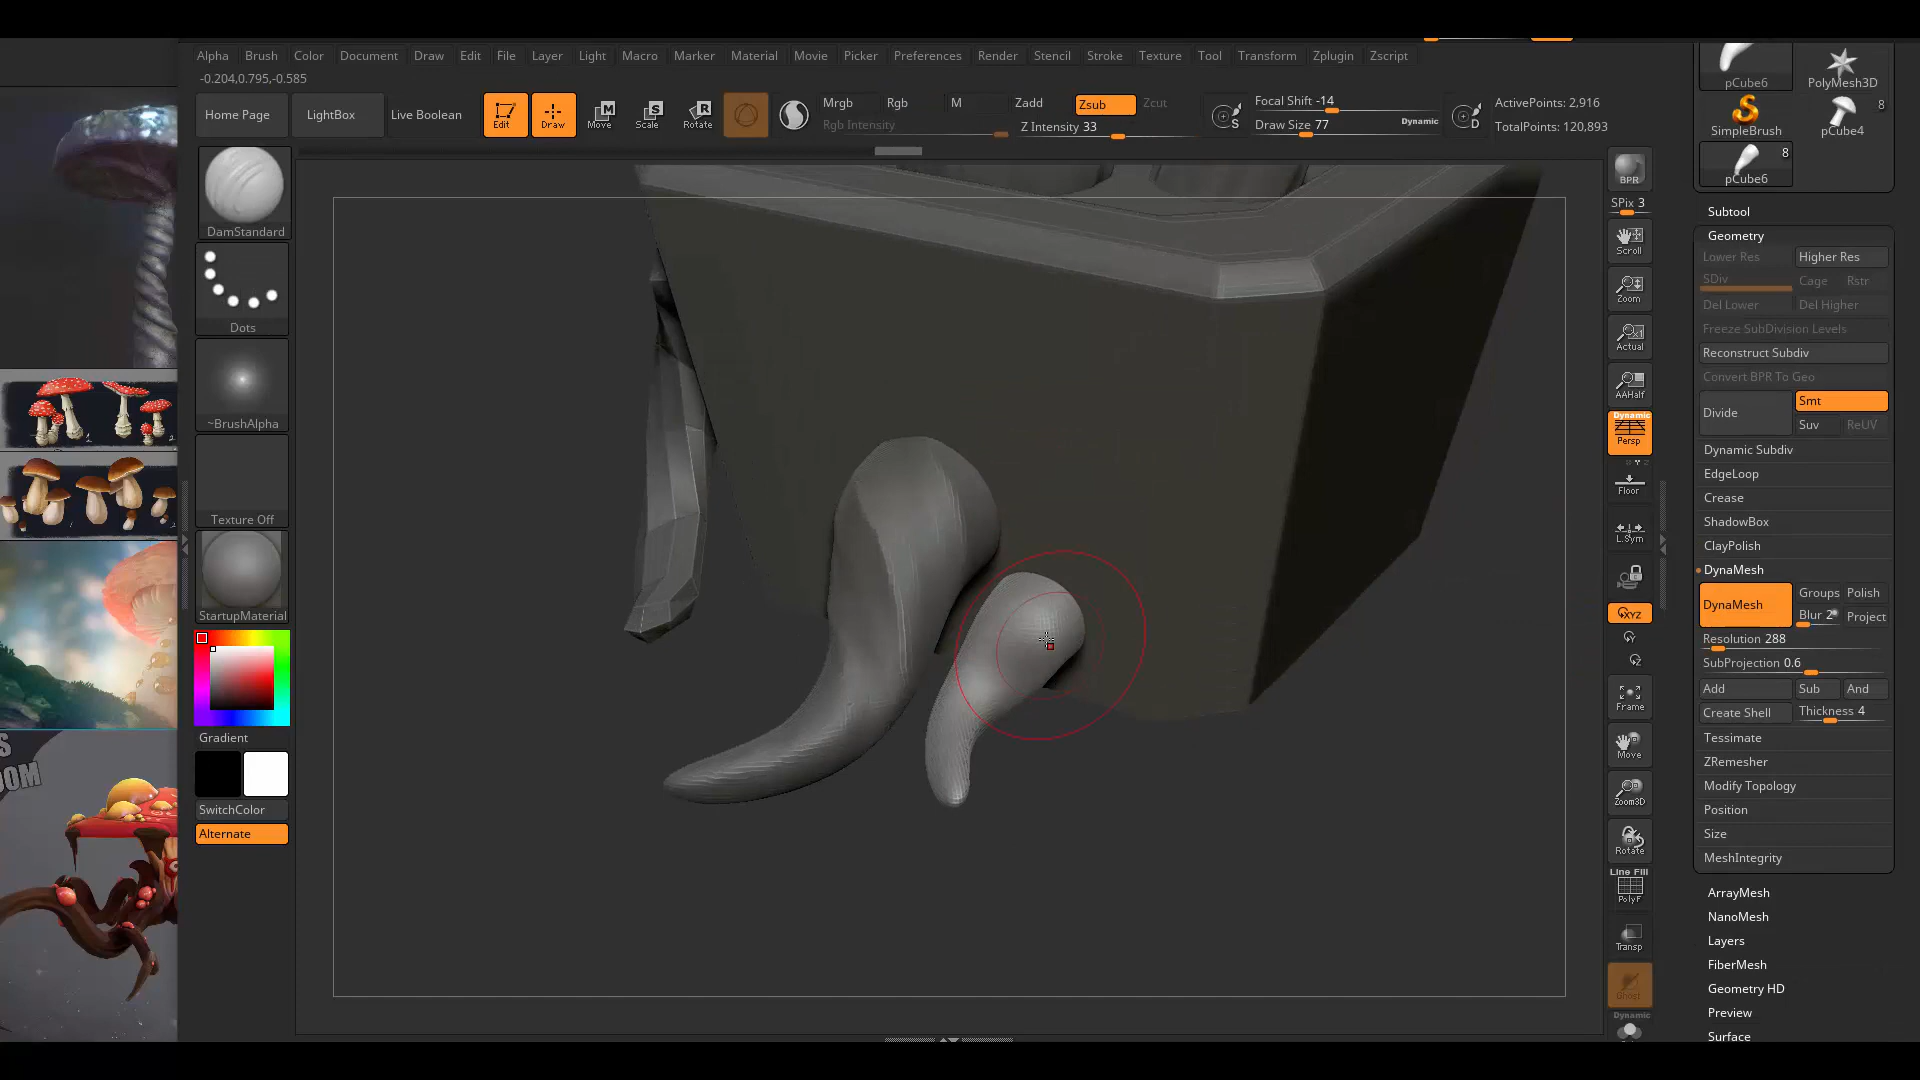 Alpha Brush Color Document Draw Edit File Layer Light Macro Marker Material Movie Picker Preferences Render Stencil Stroke Texture Tool Transform Zplugin Zscript
-0.204,0.795,-0.585
Home Page LightBox Live Boolean Edit Draw Move Scale Rotate
Mrgb Rgb M Zadd Zsub Zcut
Rgb Intensity Z Intensity 33
Focal Shift -14
Draw Size 77 Dynamic
S D
ActivePoints: 2,916
TotalPoints: 120,893
DamStandard
Dots
~BrushAlpha
Texture Off
StartupMaterial
Gradient
SwitchColor
Alternate
S
OOM
BPR
SPix 3
Scroll
Zoom
Actual
AAHalf
Dynamic
Persp
Floor
L.Sym
XYZ
Frame
Move
Zoom3D
Rotate
Line Fill
PolyF
Transp
Ghost
Dynamic
pCube6 PolyMesh3D
SimpleBrush 8 pCube4
8 pCube6
Subtool
Geometry
Lower Res Higher Res
SDiv Cage Rstr
Del Lower Del Higher
Freeze SubDivision Levels
Reconstruct Subdiv
Convert BPR To Geo
Divide Smt
Suv ReUV
Dynamic Subdiv
EdgeLoop
Crease
ShadowBox
ClayPolish
DynaMesh
DynaMesh Groups Polish
Blur 2 Project
Resolution 288
SubProjection 0.6
Add Sub And
Create Shell Thickness 4
Tessimate
ZRemesher
Modify Topology
Position
Size
MeshIntegrity
ArrayMesh
NanoMesh
Layers
FiberMesh
Geometry HD
Preview
Surface